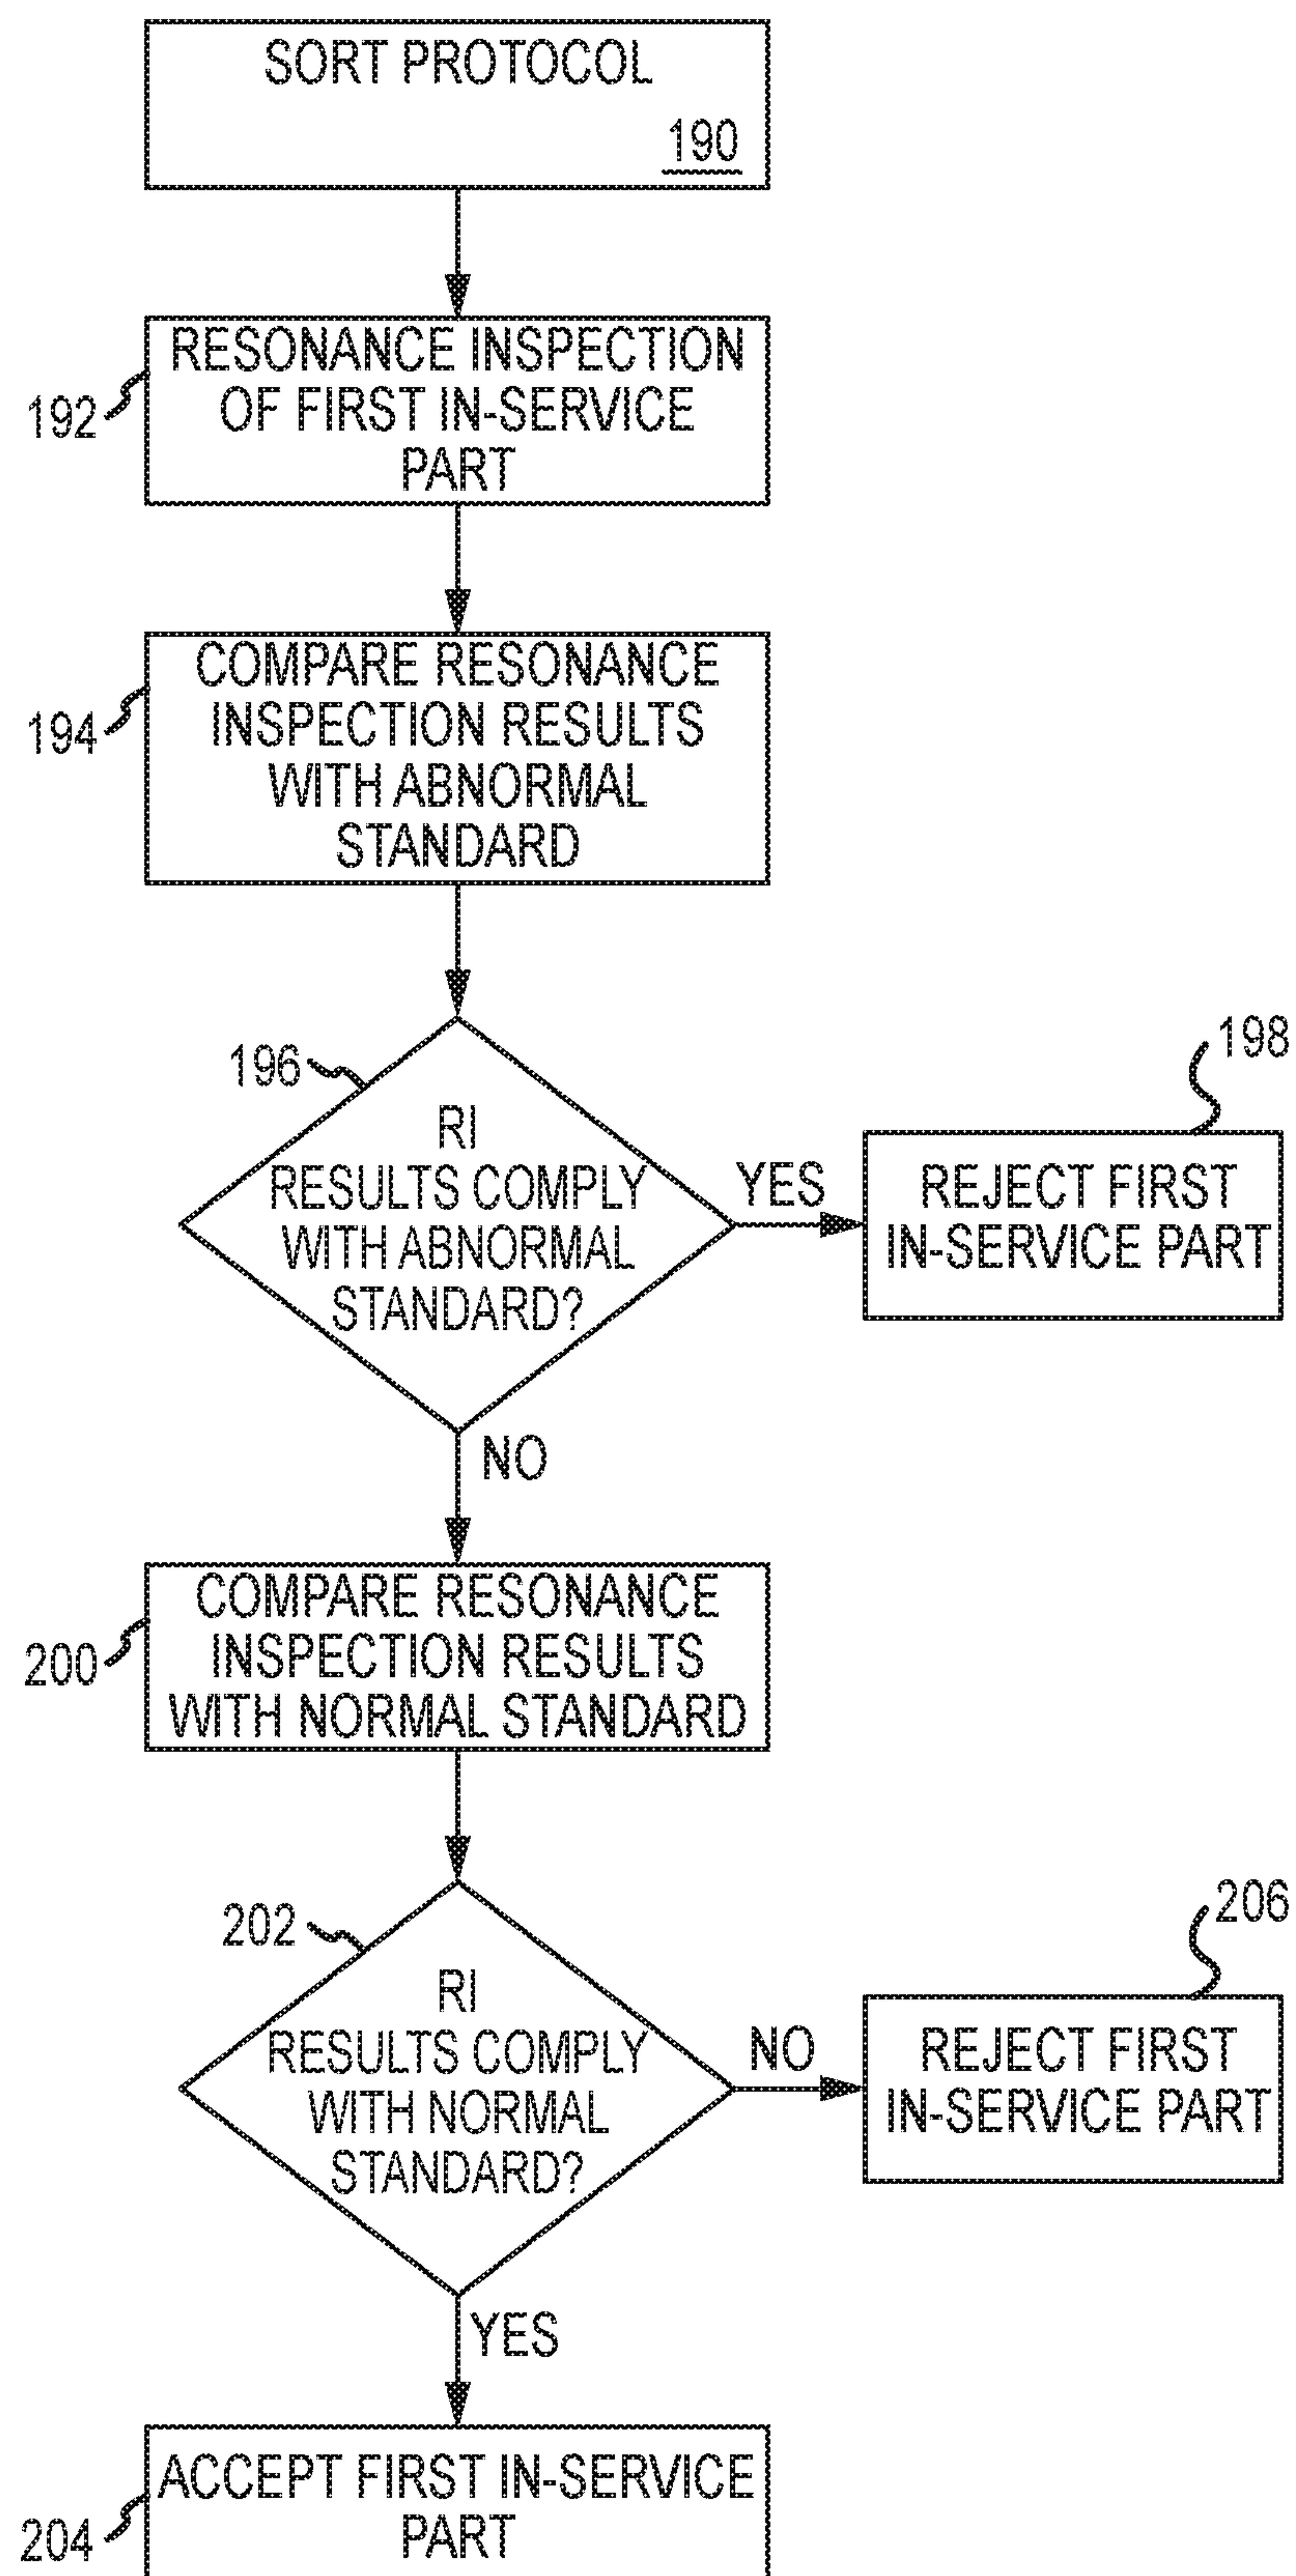 SORT PROTOCOL
190
RESONANCE INSPECTION
OF FIRST IN-SERVICE
PART
192
COMPARE RESONANCE
INSPECTION RESULTS
WITH ABNORMAL
STANDARD
194
196
RI
RESULTS COMPLY
WITH ABNORMAL
STANDARD?
YES
198
REJECT FIRST
IN-SERVICE PART
NO
COMPARE RESONANCE
INSPECTION RESULTS
WITH NORMAL STANDARD
200
202
RI
RESULTS COMPLY
WITH NORMAL
STANDARD?
NO
206
REJECT FIRST
IN-SERVICE PART
YES
ACCEPT FIRST IN-SERVICE
PART
204